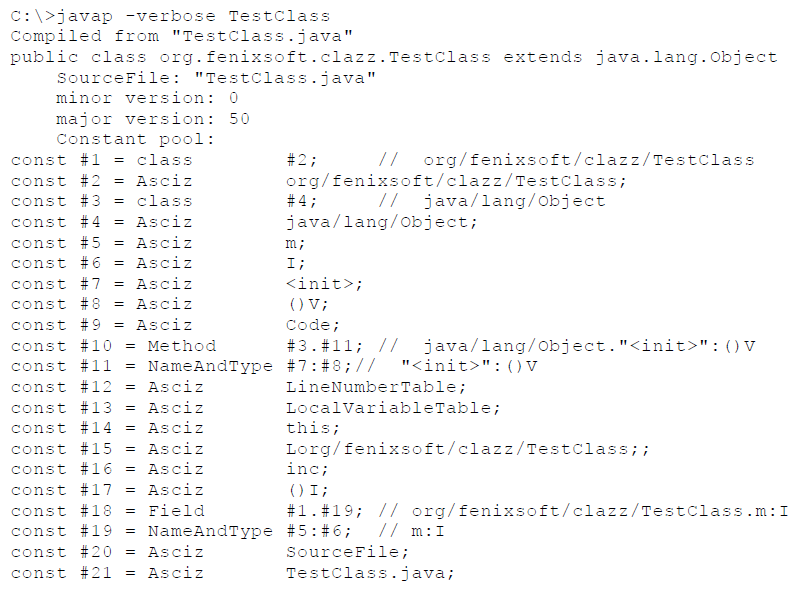 C:\>javap -verbose TestClass
Compiled from "TestClass.java"
public class org.fenixsoft.clazz.TestClass extends java.lang.Object
SourceFile: "TestClass.java"
minor version: 0
major version: 50
Constant pool:
const #1 = class #2; // org/fenixsoft/clazz/TestClass
const #2 = Asciz org/fenixsoft/clazz/TestClass;
const #3 = class #4; // java/lang/Object
const #4 = Asciz java/lang/Object;
const #5 = Asciz m;
const #6 = Asciz I;
const #7 = Asciz <init>;
const #8 = Asciz ()V;
const #9 = Asciz Code;
const #10 = Method #3.#11; // java/lang/Object."<init>":()V
const #11 = NameAndType #7:#8;// "<init>":()V
const #12 = Asciz LineNumberTable;
const #13 = Asciz LocalVariableTable;
const #14 = Asciz this;
const #15 = Asciz Lorg/fenixsoft/clazz/TestClass;;
const #16 = Asciz inc;
const #17 = Asciz ()I;
const #18 = Field #1.#19; // org/fenixsoft/clazz/TestClass.m:I
const #19 = NameAndType #5:#6; // m:I
const #20 = Asciz SourceFile;
const #21 = Asciz TestClass.java;